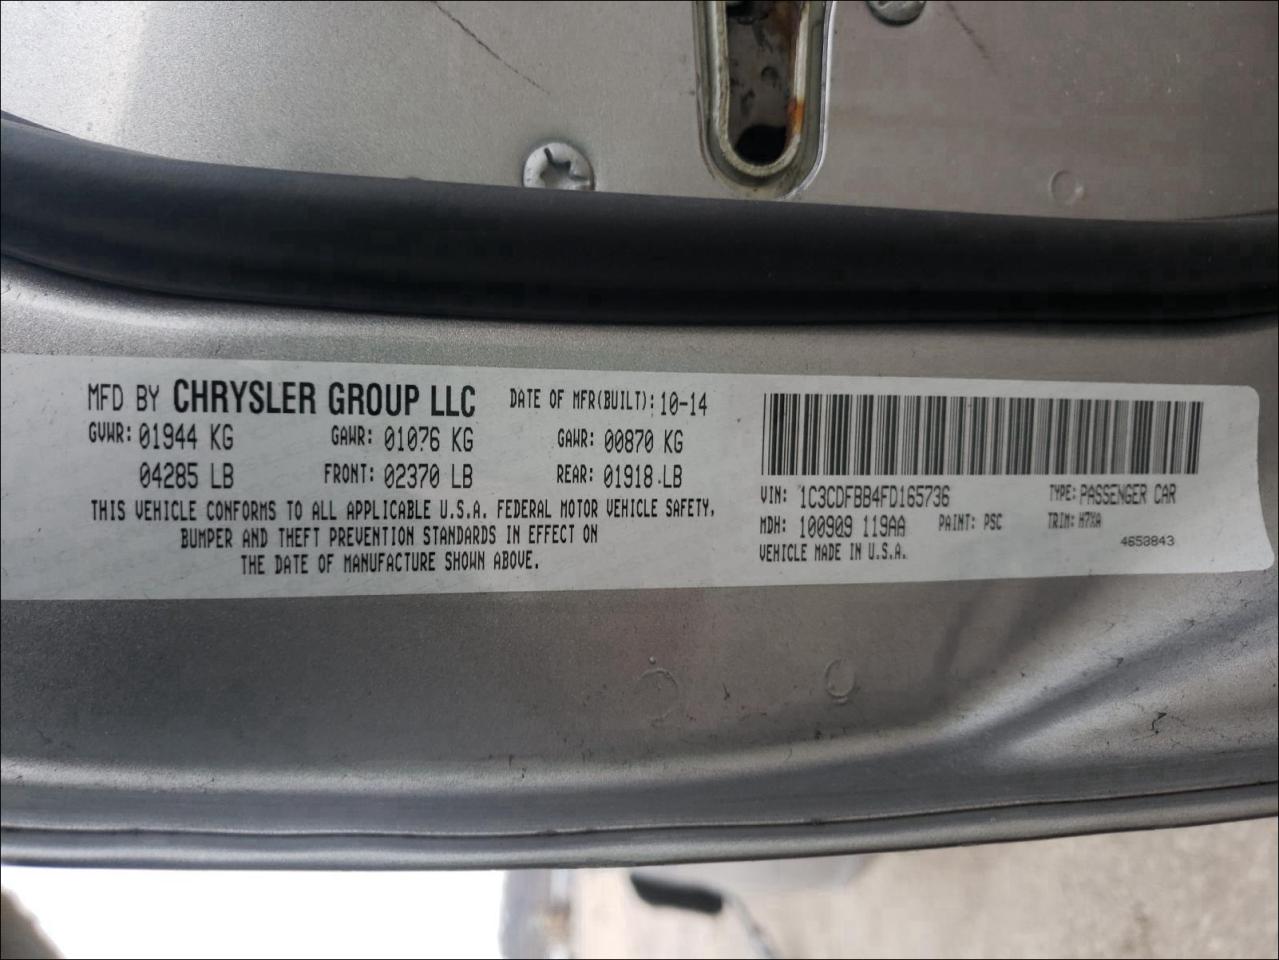 MFD BY CHRYSLER GROUP LLC DATE OF MFR(BUILT): 10-14
GVWR: 01944 KG GAWR: 01076 KG GAWR: 00870 KG
04285 LB FRONT: 02370 LB REAR: 01918 LB
THIS VEHICLE CONFORMS TO ALL APPLICABLE U.S.A. FEDERAL MOTOR VEHICLE SAFETY,
BUMPER AND THEFT PREVENTION STANDARDS IN EFFECT ON
THE DATE OF MANUFACTURE SHOWN ABOVE.
VIN: 1C3CDFBB4FD165736 TYPE: PASSENGER CAR
MDH: 100909 119AA PAINT: PSC TRIM: H7XA
VEHICLE MADE IN U.S.A. 4653843